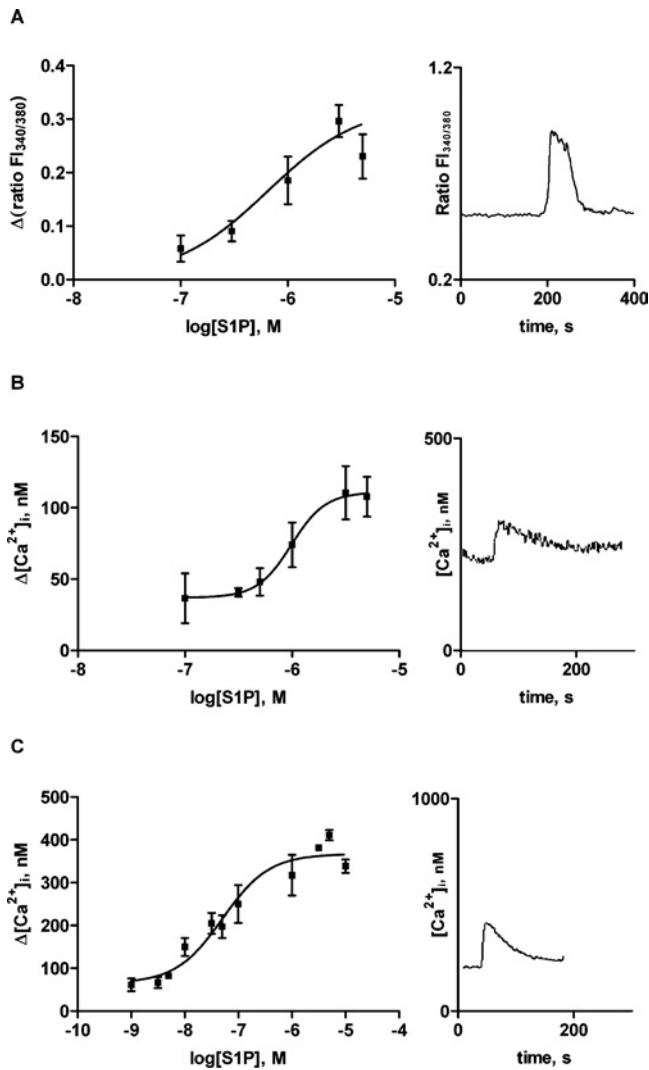 A
0.4
0.3
0.2
0.1
0.0
-8
-7
-6
-5
Δ(ratio FI340/380)
log[S1P], M
1.2
0.2
0
200
400
Ratio FI340/380
time, s
B
150
100
50
0
-8
-7
-6
-5
Δ[Ca2+]i, nM
log[S1P], M
500
0
0
200
[Ca2+]i, nM
time, s
C
500
400
300
200
100
0
-10
-9
-8
-7
-6
-5
-4
Δ[Ca2+]i, nM
log[S1P], M
1000
0
0
200
[Ca2+]i, nM
time, s